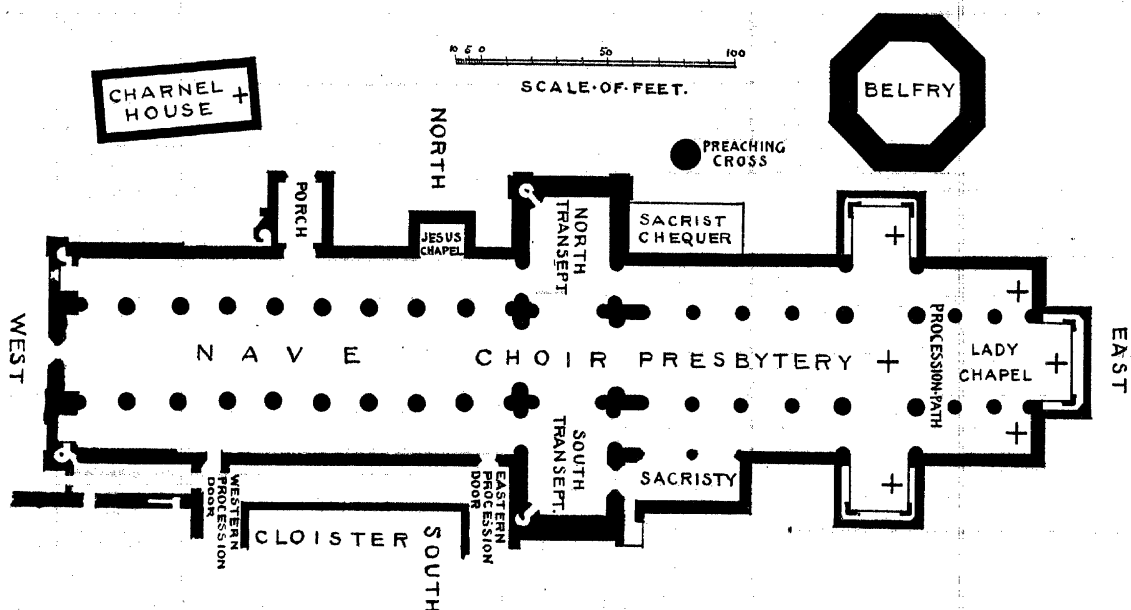 10 5 0 50 100
SCALE·OF·FEET.
CHARNEL
HOUSE
BELFRY
NORTH
PREACHING
CROSS
PORCH
JESUS
CHAPEL
NORTH
TRANSEPT
SACRIST
CHEQUER
WEST
NAVE
CHOIR
PRESBYTERY
PROCESSION·PATH
LADY
CHAPEL
EAST
SOUTH
TRANSEPT.
SACRISTY
WESTERN
PROCESSION
DOOR
EASTERN
PROCESSION
DOOR
CLOISTER
SOUTH